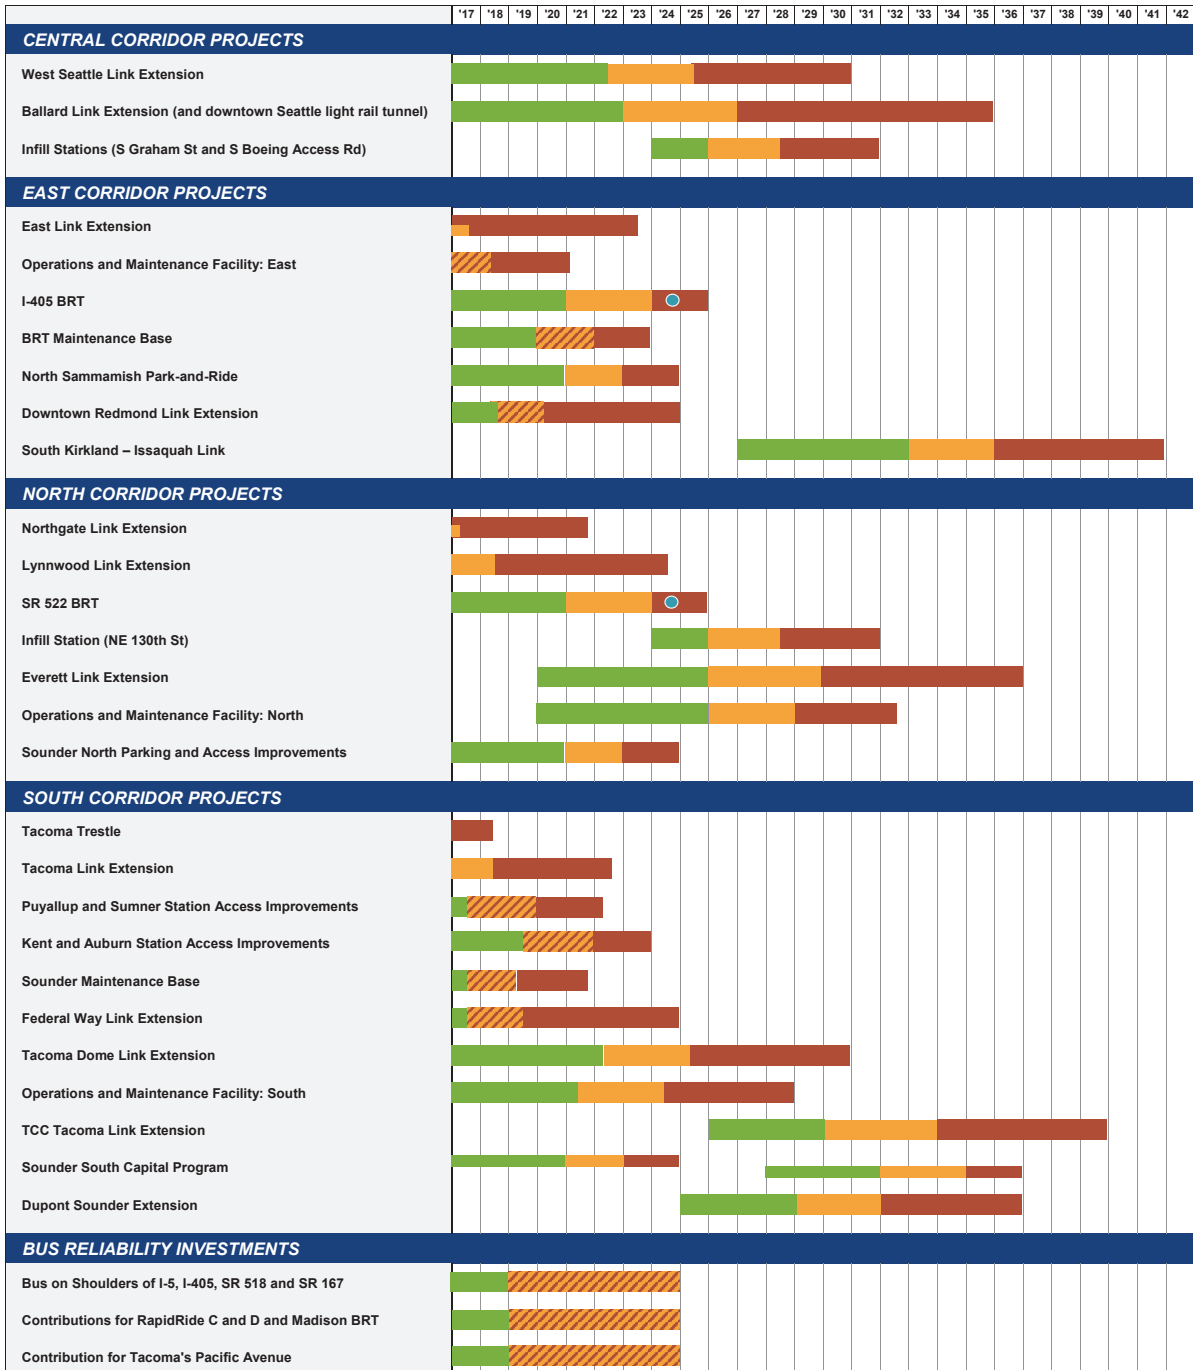 '17 '18 '19 '20 '21 '22 '23 '24 '25 '26 '27 '28 '29 '30 '31 '32 '33 '34 '35 '36 '37 '38 '39 '40 '41 '42
CENTRAL CORRIDOR PROJECTS
West Seattle Link Extension
Ballard Link Extension (and downtown Seattle light rail tunnel)
Infill Stations (S Graham St and S Boeing Access Rd)
EAST CORRIDOR PROJECTS
East Link Extension
Operations and Maintenance Facility: East
I-405 BRT
BRT Maintenance Base
North Sammamish Park-and-Ride
Downtown Redmond Link Extension
South Kirkland – Issaquah Link
NORTH CORRIDOR PROJECTS
Northgate Link Extension
Lynnwood Link Extension
SR 522 BRT
Infill Station (NE 130th St)
Everett Link Extension
Operations and Maintenance Facility: North
Sounder North Parking and Access Improvements
SOUTH CORRIDOR PROJECTS
Tacoma Trestle
Tacoma Link Extension
Puyallup and Sumner Station Access Improvements
Kent and Auburn Station Access Improvements
Sounder Maintenance Base
Federal Way Link Extension
Tacoma Dome Link Extension
Operations and Maintenance Facility: South
TCC Tacoma Link Extension
Sounder South Capital Program
Dupont Sounder Extension
BUS RELIABILITY INVESTMENTS
Bus on Shoulders of I-5, I-405, SR 518 and SR 167
Contributions for RapidRide C and D and Madison BRT
Contribution for Tacoma's Pacific Avenue